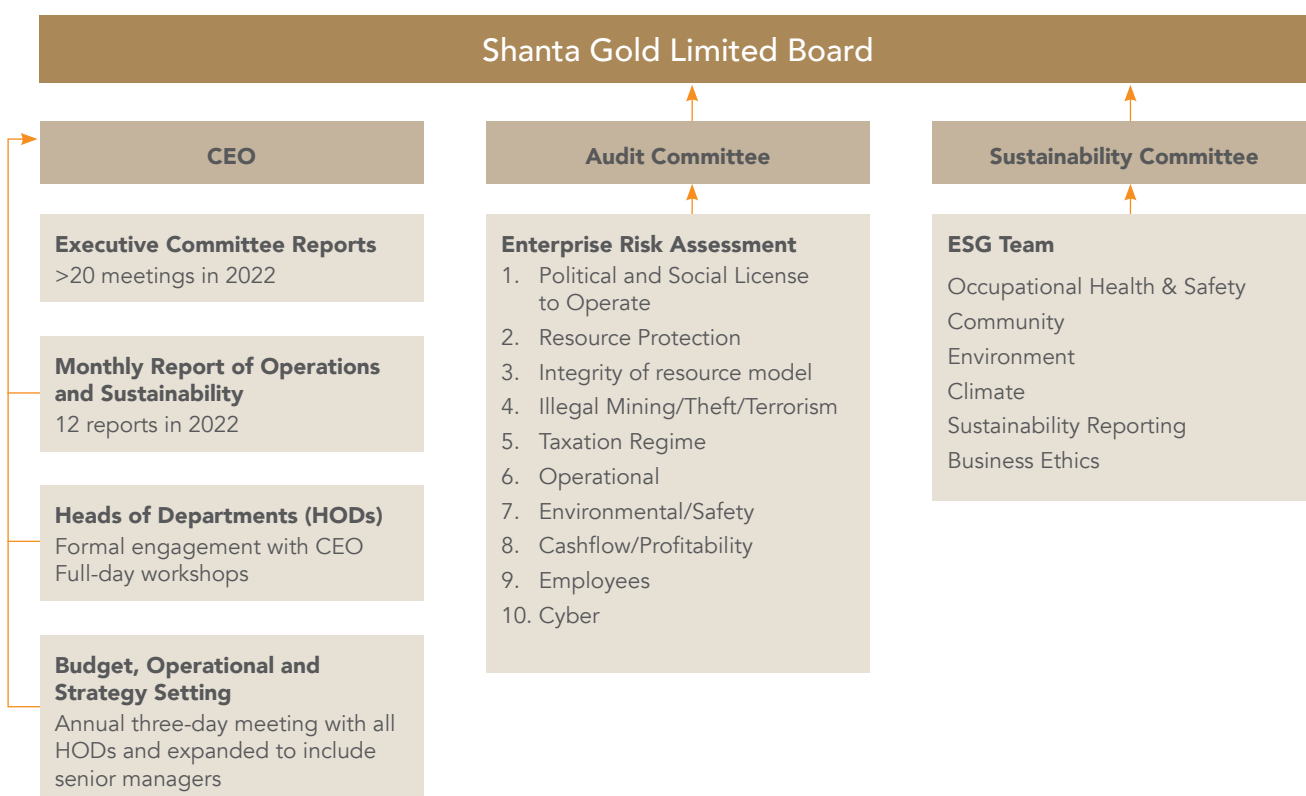 Shanta Gold Limited Board
CEO
Executive Committee Reports
>20 meetings in 2022
Monthly Report of Operations
and Sustainability
12 reports in 2022
Heads of Departments (HODs)
Formal engagement with CEO
Full-day workshops
Budget, Operational and
Strategy Setting
Annual three-day meeting with all
HODs and expanded to include
senior managers
Audit Committee
Enterprise Risk Assessment
1. Political and Social License
to Operate
2. Resource Protection
3. Integrity of resource model
4. Illegal Mining/Theft/Terrorism
5. Taxation Regime
6. Operational
7. Environmental/Safety
8. Cashflow/Profitability
9. Employees
10. Cyber
Sustainability Committee
ESG Team
Occupational Health & Safety
Community
Environment
Climate
Sustainability Reporting
Business Ethics